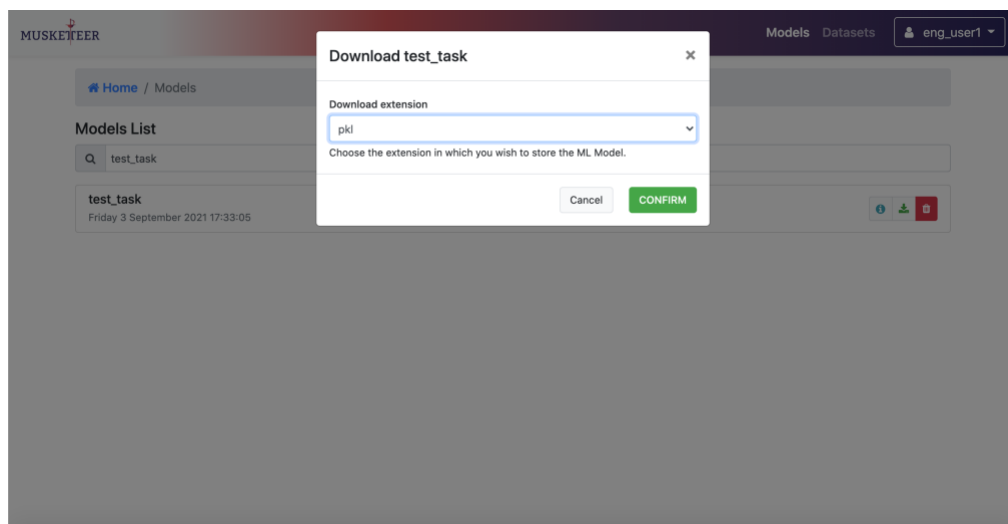 MUSKETEER
Models Datasets eng_user1
Home / Models
Models List
test_task
test_task
Friday 3 September 2021 17:33:05
Download test_task ×
Download extension
pkl
Choose the extension in which you wish to store the ML Model.
Cancel CONFIRM